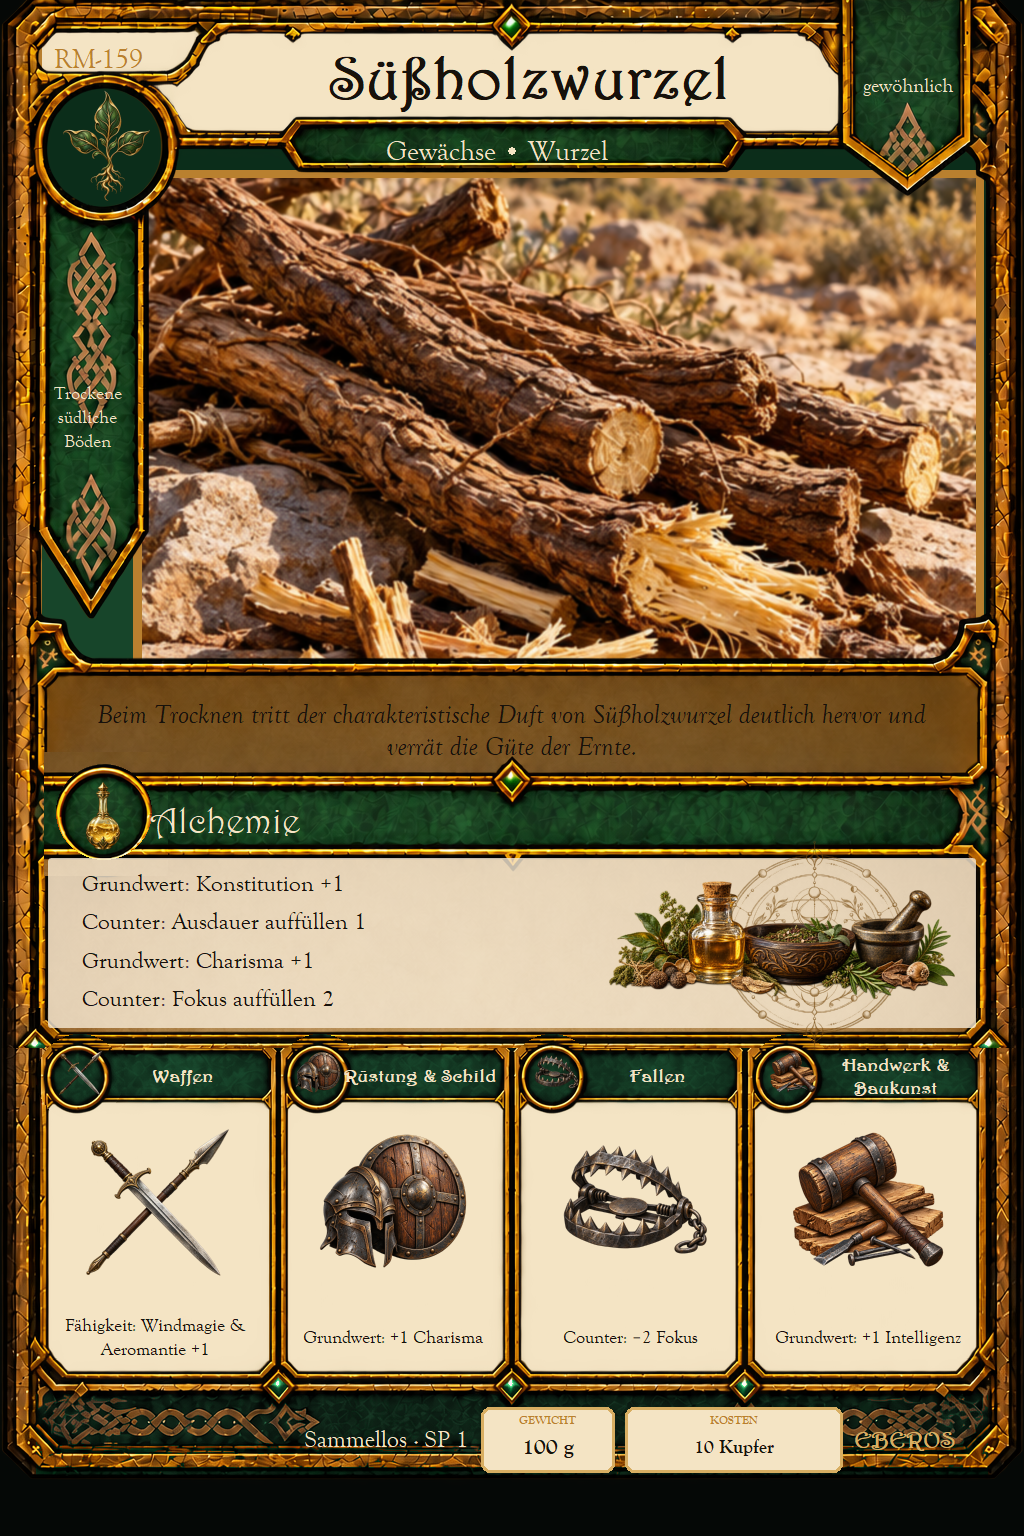 RM-159
Süßholzwurzel
gewöhnlich
Gewächse • Wurzel
Trockene
südliche
Böden
Beim Trocknen tritt der charakteristische Duft von Süßholzwurzel deutlich hervor und
verrät die Güte der Ernte.
Alchemie
Grundwert: Konstitution +1
Counter: Ausdauer auffüllen 1
Grundwert: Charisma +1
Counter: Fokus auffüllen 2
Waffen
Rüstung & Schild
Fallen
Handwerk &
Baukunst
Fähigkeit: Windmagie &
Aeromantie +1
Grundwert: +1 Charisma
Counter: −2 Fokus
Grundwert: +1 Intelligenz
Sammellos · SP 1
GEWICHT
100 g
KOSTEN
10 Kupfer
EBEROS